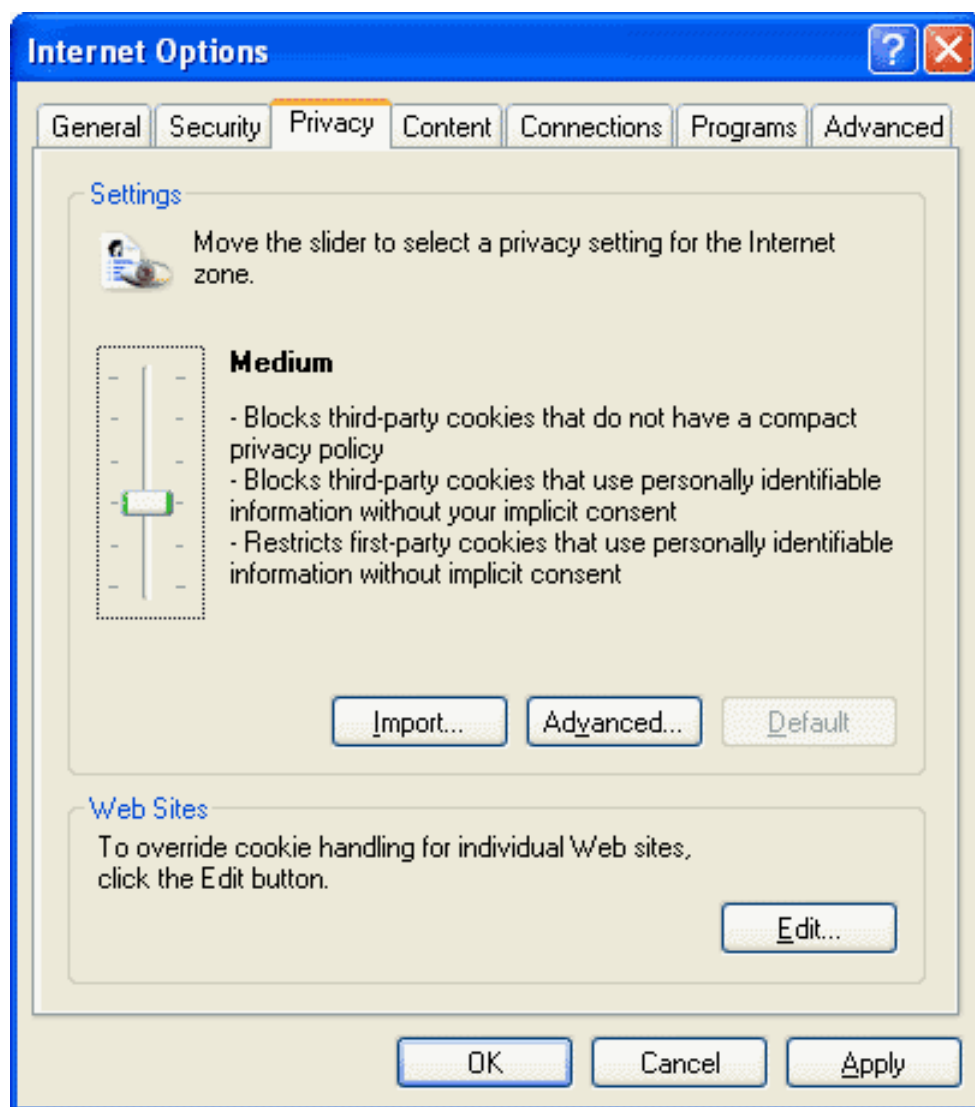 Internet Options
?
General Security Privacy Content Connections Programs Advanced
Settings
Move the slider to select a privacy setting for the Internet
zone.
Medium
- Blocks third-party cookies that do not have a compact
privacy policy
- Blocks third-party cookies that use personally identifiable
information without your implicit consent
- Restricts first-party cookies that use personally identifiable
information without implicit consent
Import... Advanced... Default
Web Sites
To override cookie handling for individual Web sites,
click the Edit button.
Edit...
OK Cancel Apply